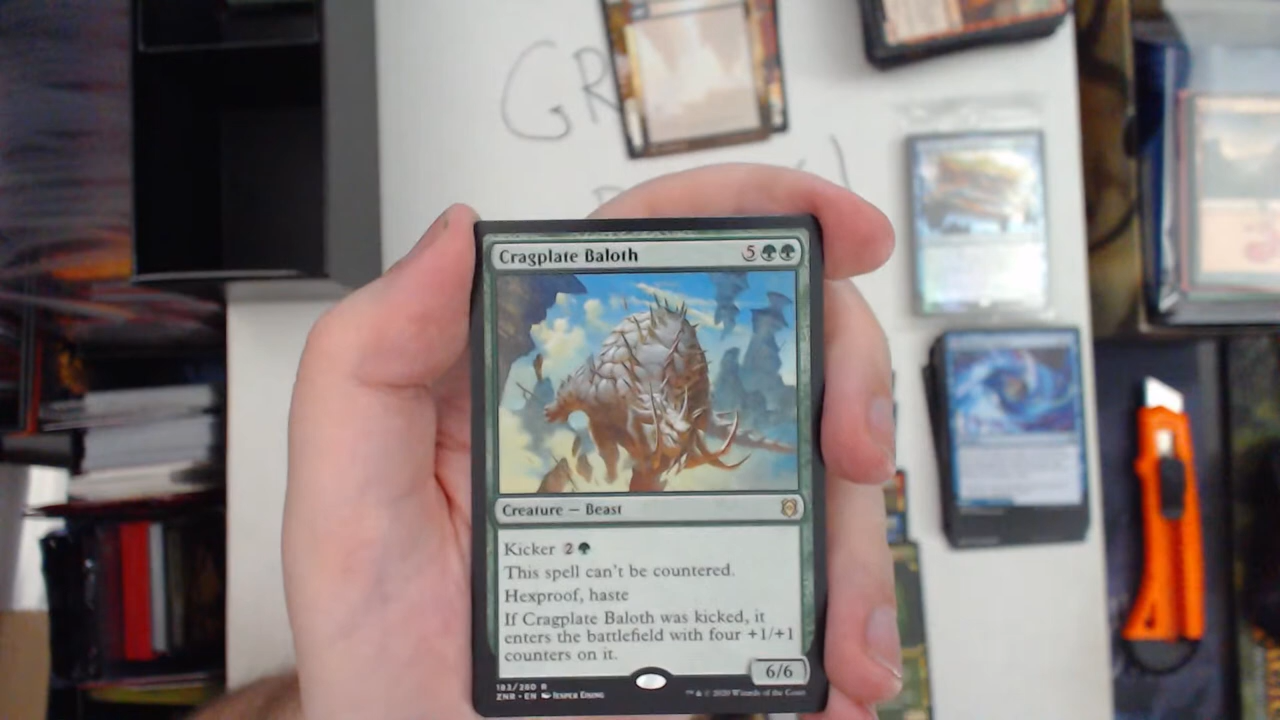 GR
Cragplate Baloth 5
Creature — Beast
Kicker 2
This spell can't be countered.
Hexproof, haste
If Cragplate Baloth was kicked, it
enters the battlefield with four +1/+1
counters on it.
6/6
183/280 R
ZNR • EN Jesper Ejsing
™ & © 2020 Wizards of the Coast